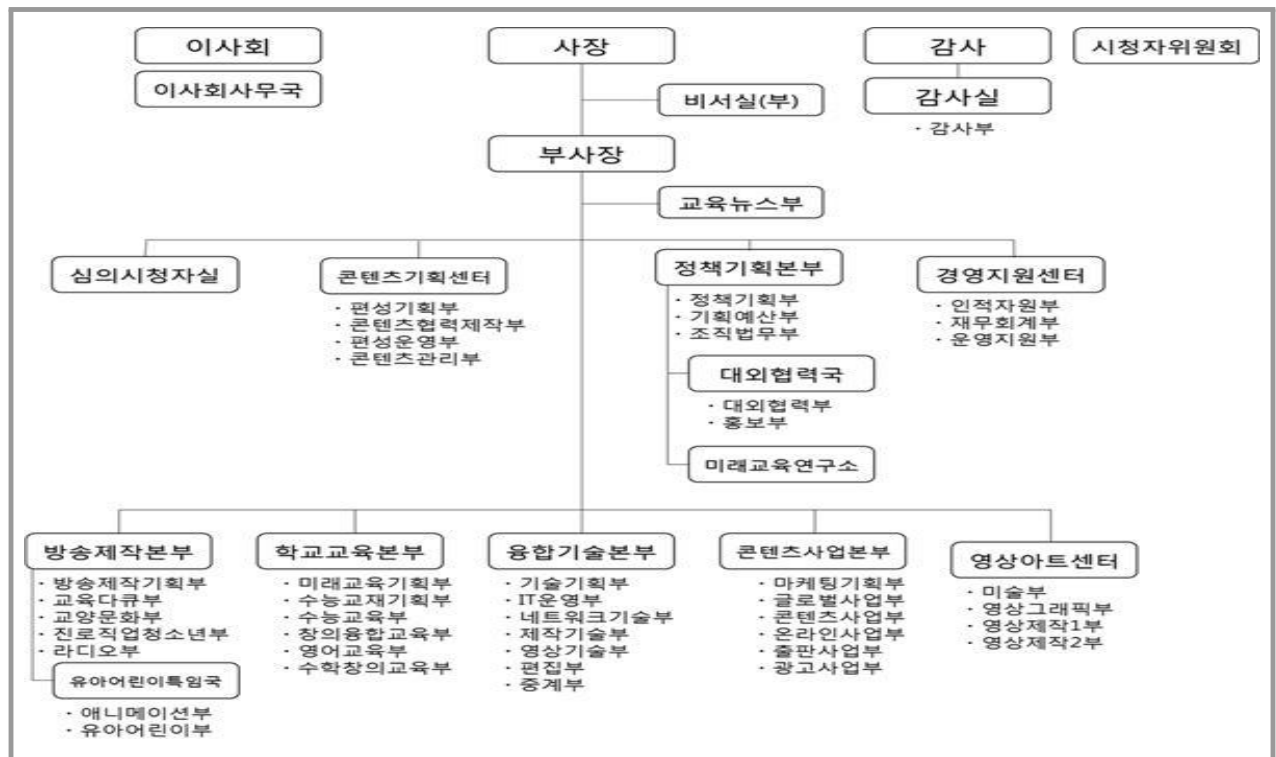 이사회
이사회사무국
사장
비서실(부)
감사
감사실
· 감사부
시청자위원회
부사장
교육뉴스부
심의시청자실
콘텐츠기획센터
· 편성기획부
· 콘텐츠협력제작부
· 편성운영부
· 콘텐츠관리부
정책기획본부
· 정책기획부
· 기획예산부
· 조직법무부
대외협력국
· 대외협력부
· 홍보부
미래교육연구소
경영지원센터
· 인적자원부
· 재무회계부
· 운영지원부
방송제작본부
· 방송제작기획부
· 교육다큐부
· 교양문화부
· 진로직업청소년부
· 라디오부
유아어린이특임국
· 애니메이션부
· 유아어린이부
학교교육본부
· 미래교육기획부
· 수능교재기획부
· 수능교육부
· 창의융합교육부
· 영어교육부
· 수학창의교육부
융합기술본부
· 기술기획부
· IT운영부
· 네트워크기술부
· 제작기술부
· 영상기술부
· 편집부
· 중계부
콘텐츠사업본부
· 마케팅기획부
· 글로벌사업부
· 콘텐츠사업부
· 온라인사업부
· 출판사업부
· 광고사업부
영상아트센터
· 미술부
· 영상그래픽부
· 영상제작1부
· 영상제작2부